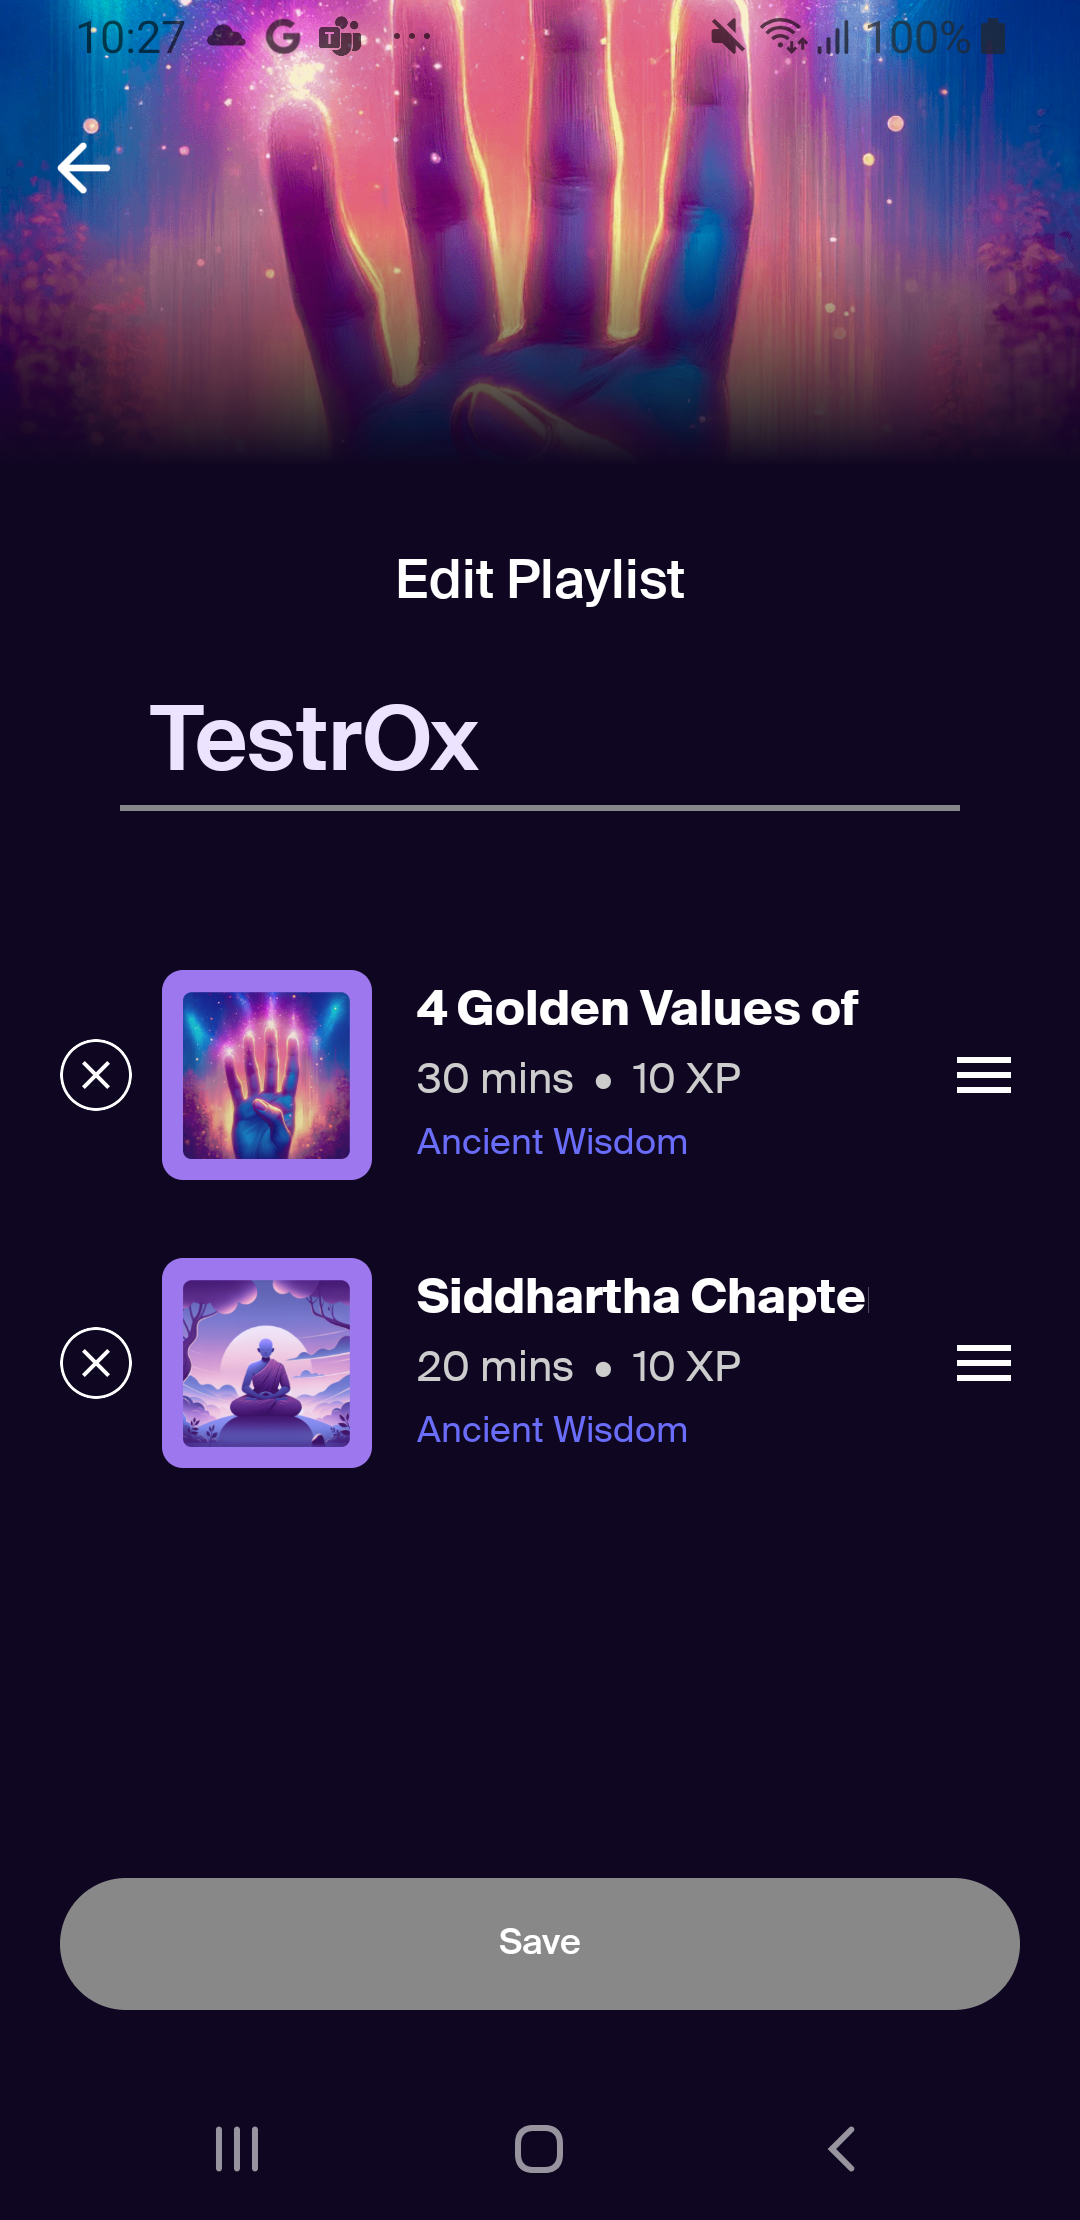 10:27 100%
Edit Playlist
TestrOx
4 Golden Values of
30 mins • 10 XP
Ancient Wisdom
Siddhartha Chapte
20 mins • 10 XP
Ancient Wisdom
Save